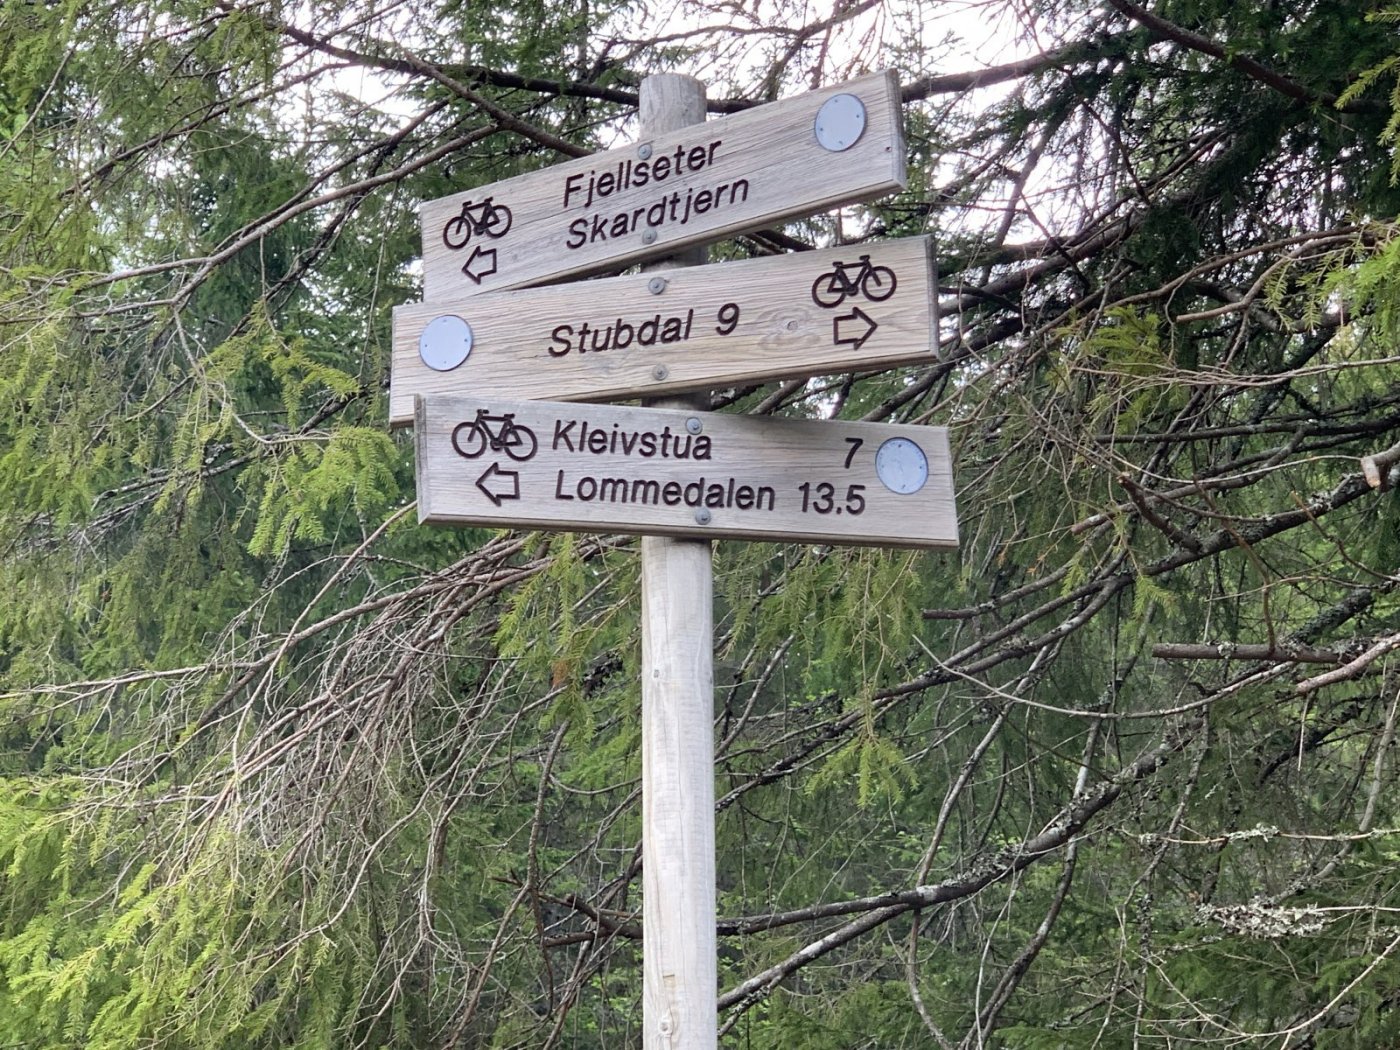 Fjellseter
Skardtjern
Stubdal 9
Kleivstua 7
Lommedalen 13.5